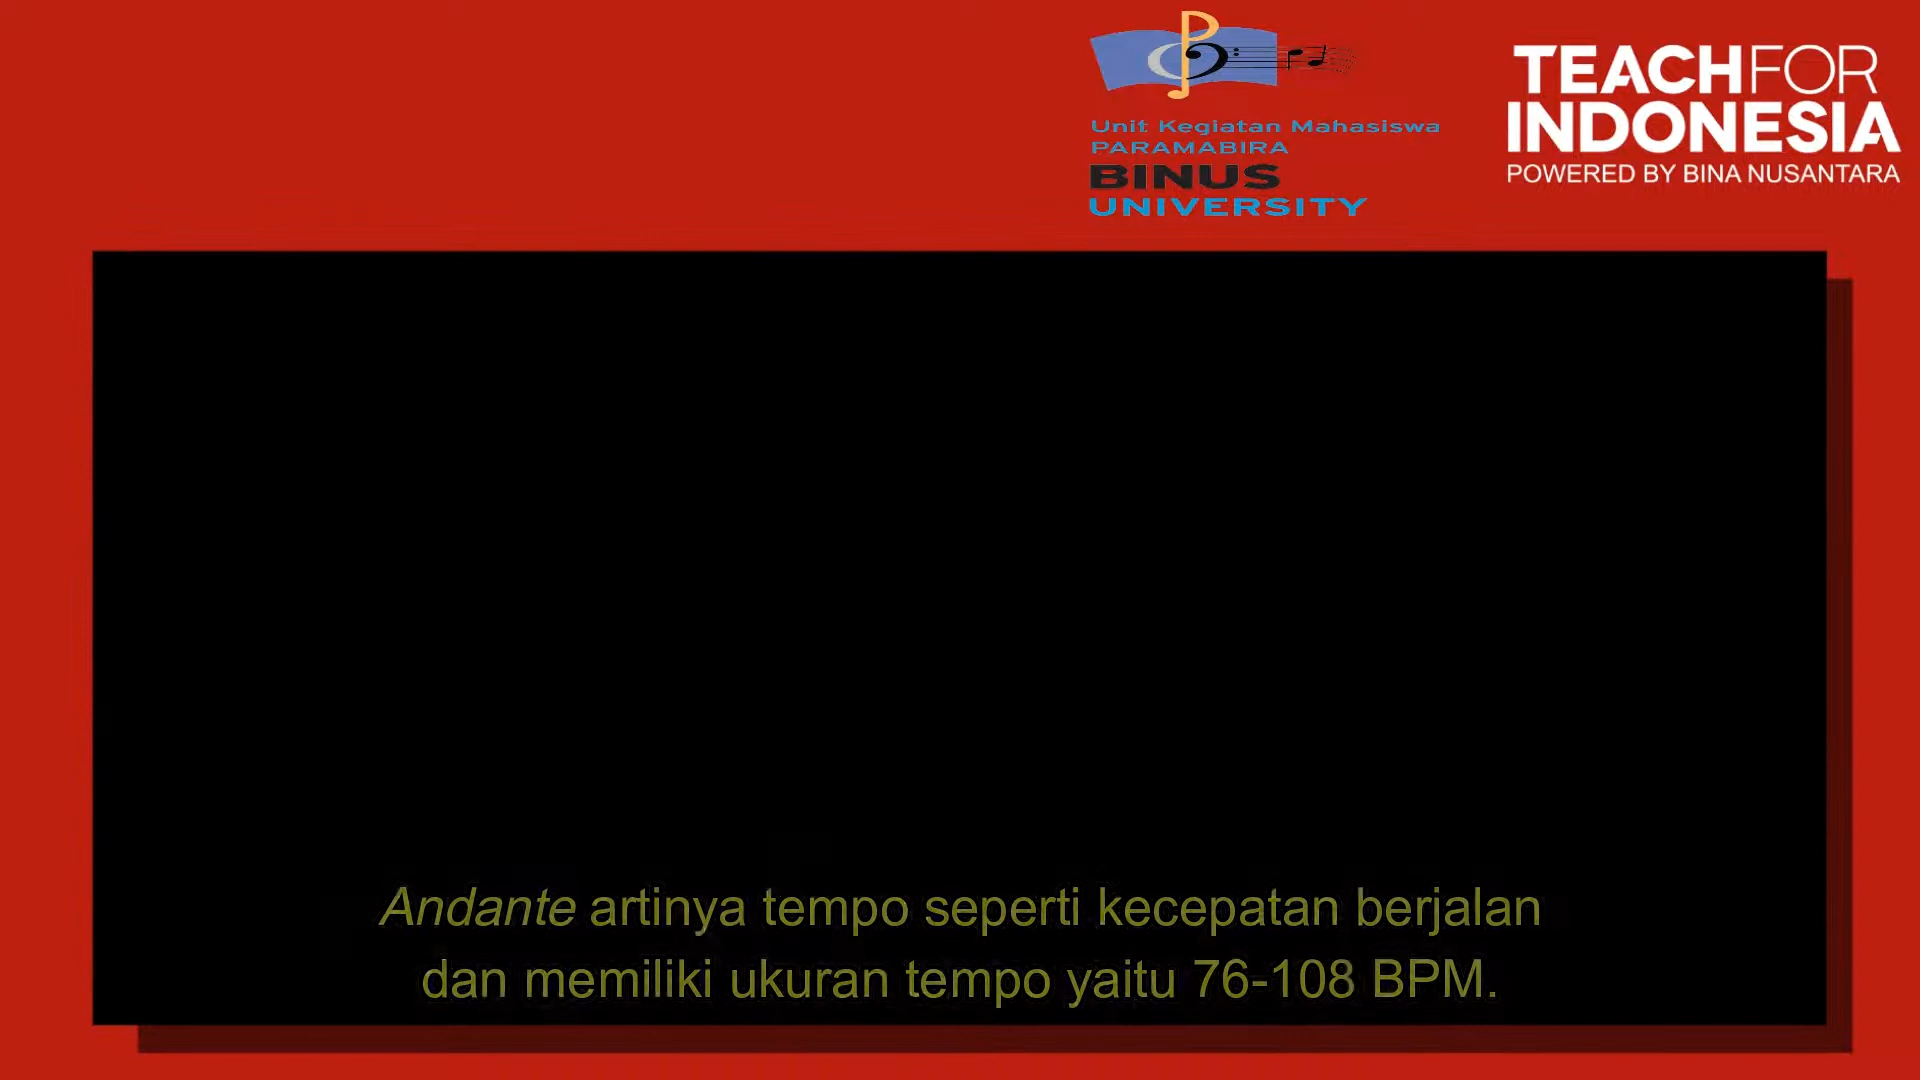 Unit Kegiatan Mahasiswa
PARAMABIRA
BINUS
UNIVERSITY
TEACHFOR
INDONESIA
POWERED BY BINA NUSANTARA
Andante artinya tempo seperti kecepatan berjalan
dan memiliki ukuran tempo yaitu 76-108 BPM.